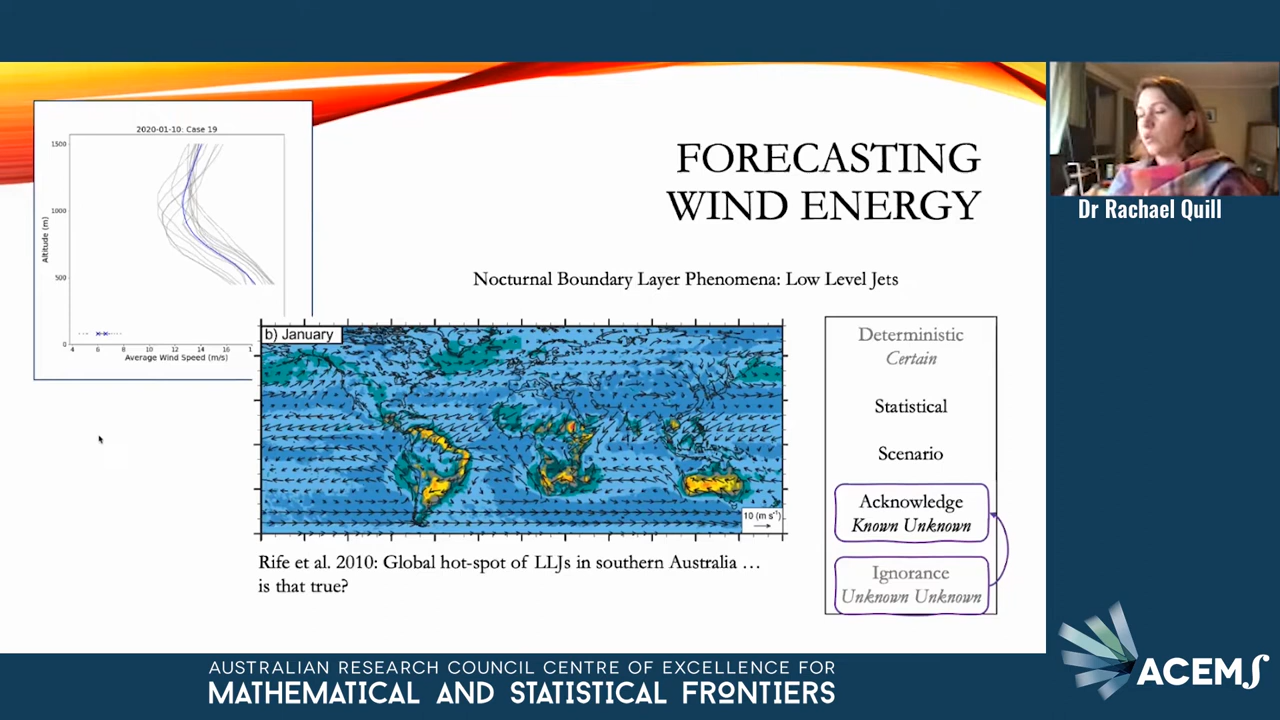 2020-01-10: Case 19
1500
1000
500
0
Altitude (m)
4 6 8 10 12 14 16
Average Wind Speed (m/s)
FORECASTING
WIND ENERGY
Nocturnal Boundary Layer Phenomena: Low Level Jets
b) January
10 (m s⁻¹)
Rife et al. 2010: Global hot-spot of LLJs in southern Australia …
is that true?
Deterministic
Certain
Statistical
Scenario
Acknowledge
Known Unknown
Ignorance
Unknown Unknown
Dr Rachael Quill
AUSTRALIAN RESEARCH COUNCIL CENTRE OF EXCELLENCE FOR
MATHEMATICAL AND STATISTICAL FRONTIERS
ACEMS